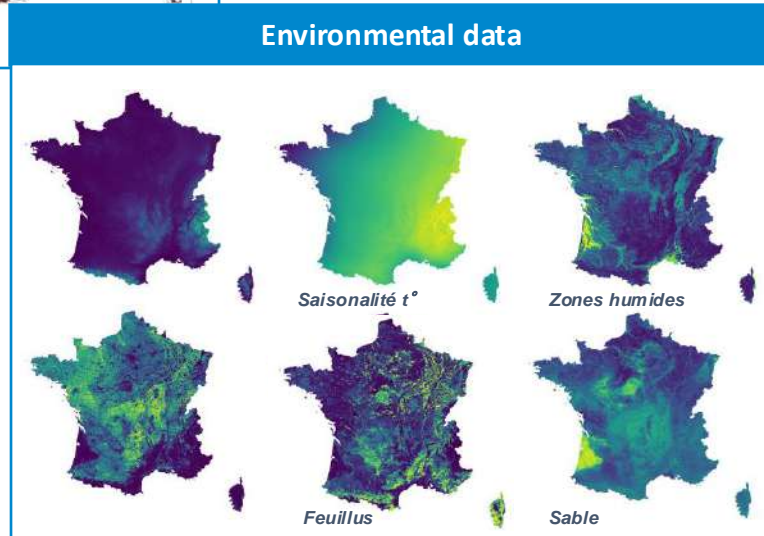 Environmental data
Saisonalité t°
Zones humides
Feuillus
Sable